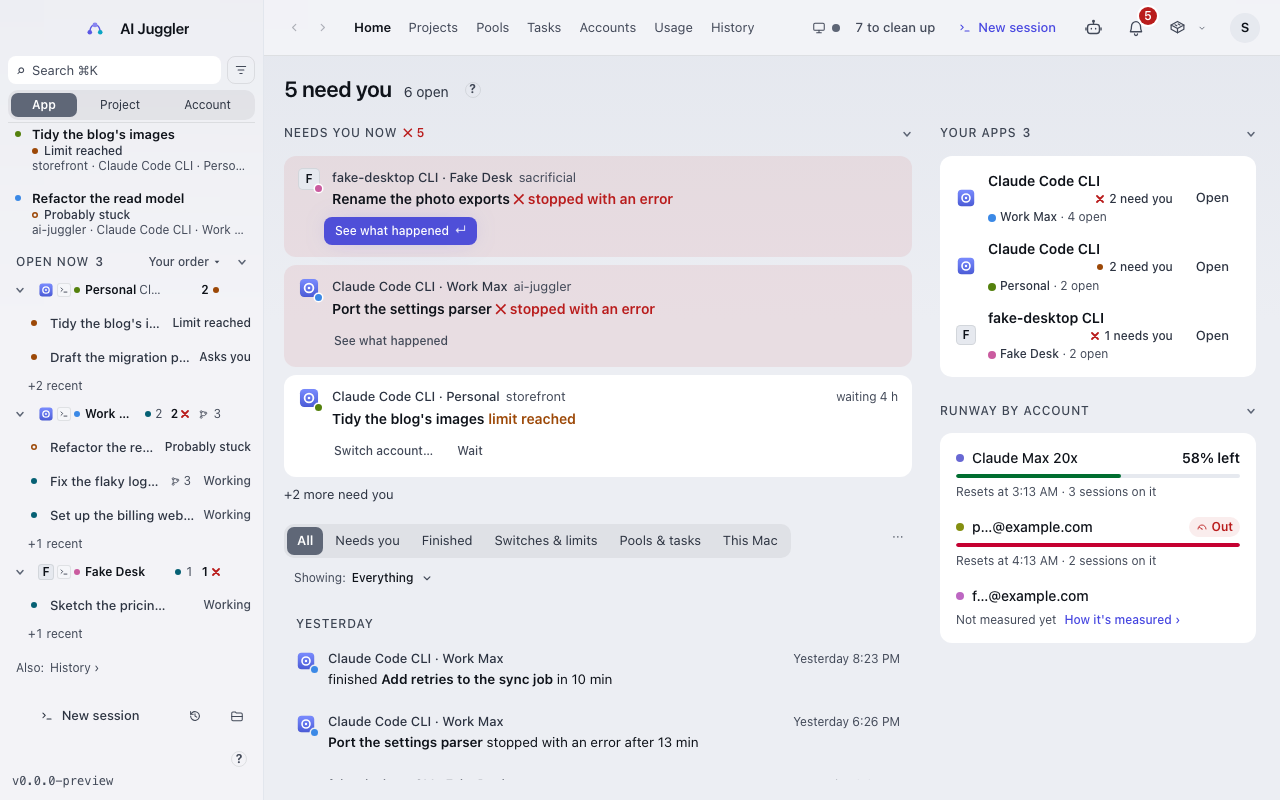 AI Juggler
Search ⌘K
App Project Account
Tidy the blog's images
Limit reached
storefront · Claude Code CLI · Perso...
Refactor the read model
Probably stuck
ai-juggler · Claude Code CLI · Work ...
OPEN NOW 3 Your order
Personal Cl... 2
Tidy the blog's i... Limit reached
Draft the migration p... Asks you
+2 recent
Work ... 2 2 3
Refactor the re... Probably stuck
Fix the flaky log... 3 Working
Set up the billing web... Working
+1 recent
F Fake Desk 1 1
Sketch the pricin... Working
+1 recent
Also: History ›
New session
?
v0.0.0-preview
Home Projects Pools Tasks Accounts Usage History
7 to clean up
New session
5
S
5 need you 6 open ?
NEEDS YOU NOW 5
F fake-desktop CLI · Fake Desk sacrificial
Rename the photo exports stopped with an error
See what happened
Claude Code CLI · Work Max ai-juggler
Port the settings parser stopped with an error
See what happened
Claude Code CLI · Personal storefront waiting 4 h
Tidy the blog's images limit reached
Switch account... Wait
+2 more need you
All Needs you Finished Switches & limits Pools & tasks This Mac ...
Showing: Everything
YESTERDAY
Claude Code CLI · Work Max Yesterday 8:23 PM
finished Add retries to the sync job in 10 min
Claude Code CLI · Work Max Yesterday 6:26 PM
Port the settings parser stopped with an error after 13 min
YOUR APPS 3
Claude Code CLI
2 need you Open
Work Max · 4 open
Claude Code CLI
2 need you Open
Personal · 2 open
fake-desktop CLI
F 1 needs you Open
Fake Desk · 2 open
RUNWAY BY ACCOUNT
Claude Max 20x 58% left
Resets at 3:13 AM · 3 sessions on it
p...@example.com Out
Resets at 4:13 AM · 2 sessions on it
f...@example.com
Not measured yet How it's measured ›